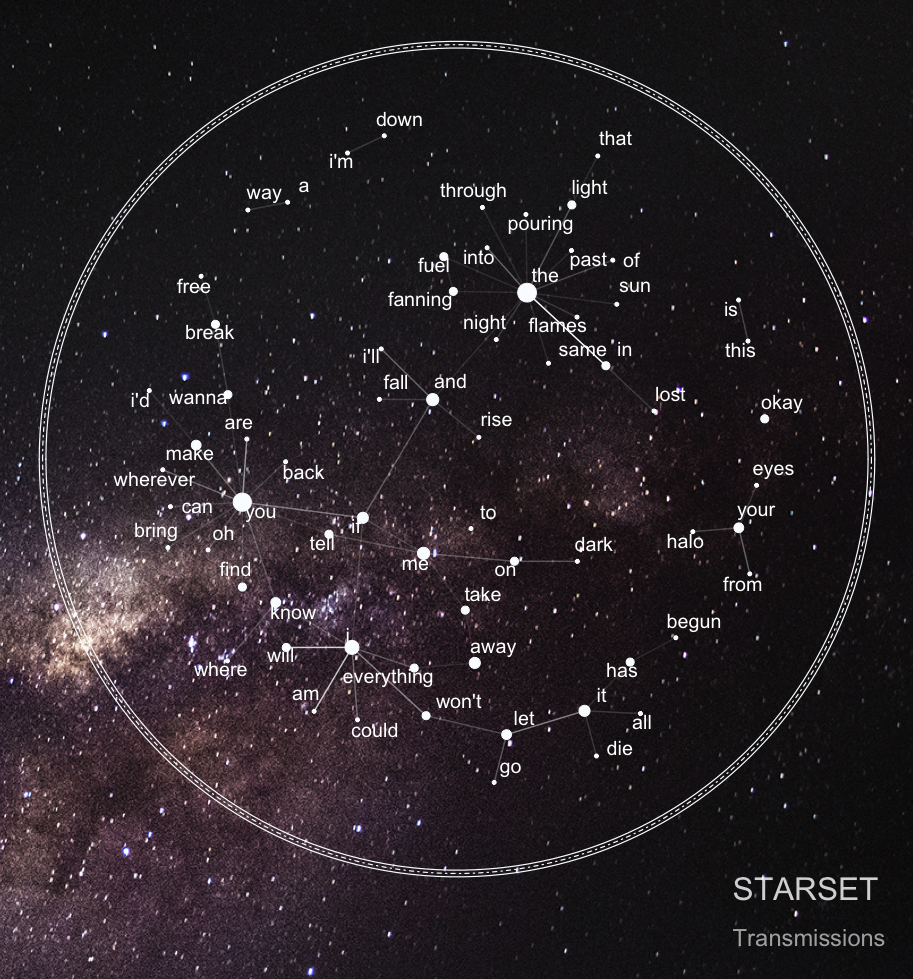 down
that
i'm
way
a
through
light
pouring
the
into
past
of
fuel
sun
free
fanning
night
flames
is
break
i'll
same
in
this
fall
and
i'd
wanna
lost
okay
are
rise
make
back
eyes
wherever
can
you
your
to
bring
oh
if
tell
me
on
dark
halo
find
from
take
know
begun
i
away
will
where
everything
has
am
won't
it
could
let
all
die
go
STARSET
Transmissions